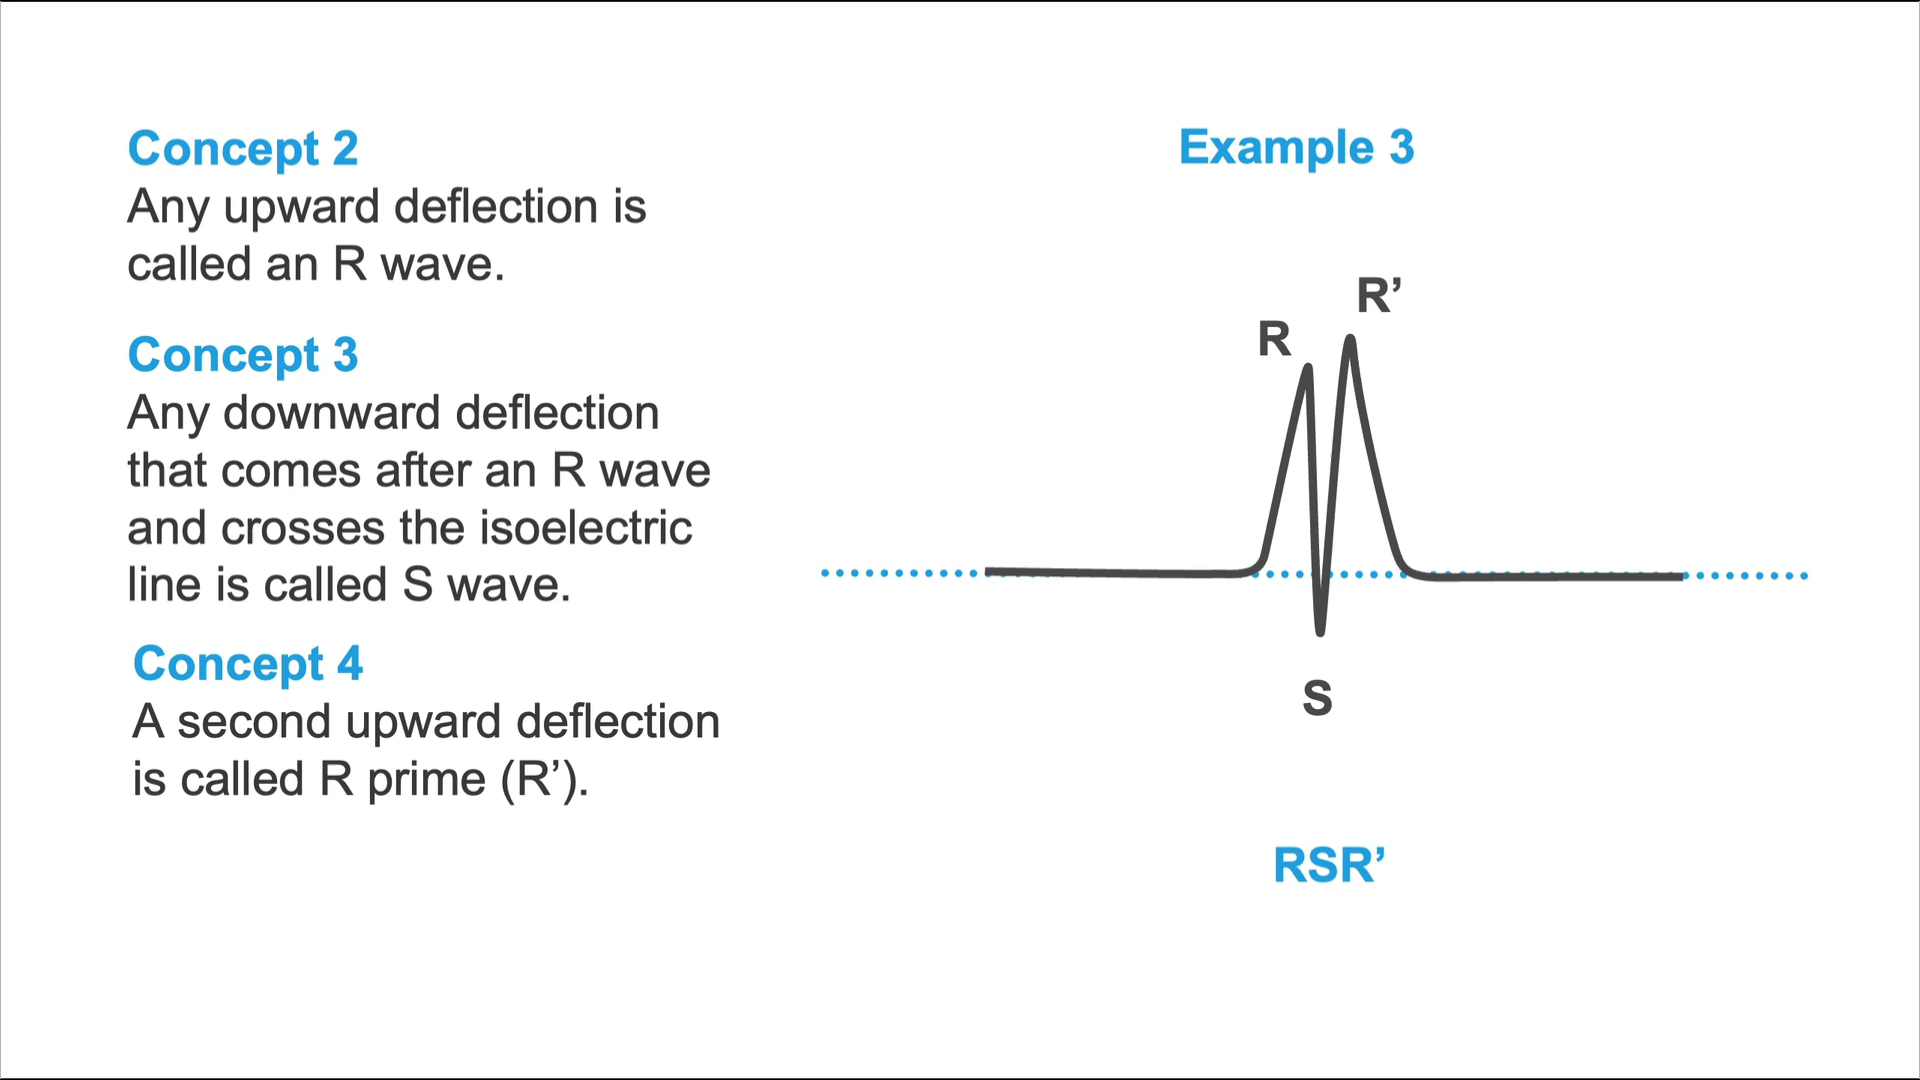 Concept 2
Any upward deflection is
called an R wave.
Concept 3
Any downward deflection
that comes after an R wave
and crosses the isoelectric
line is called S wave.
Concept 4
A second upward deflection
is called R prime (R’).
Example 3
R’
R
S
RSR’